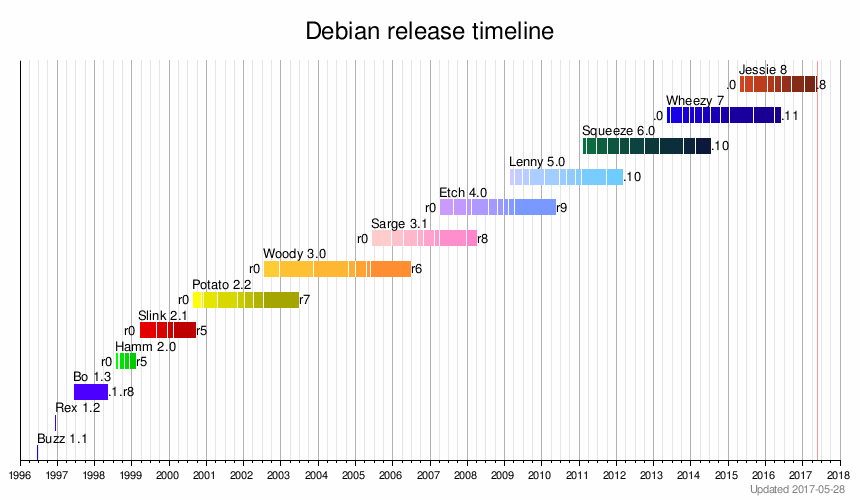 Debian release timeline
Jessie 8
.0 .8
Wheezy 7
.0 .11
Squeeze 6.0
.10
Lenny 5.0
.10
Etch 4.0
r0 r9
Sarge 3.1
r0 r8
Woody 3.0
r0 r6
Potato 2.2
r0 r7
Slink 2.1
r0 r5
Hamm 2.0
r0 r5
Bo 1.3
.1.r8
Rex 1.2
Buzz 1.1
1996 1997 1998 1999 2000 2001 2002 2003 2004 2005 2006 2007 2008 2009 2010 2011 2012 2013 2014 2015 2016 2017 2018
Updated 2017-05-28